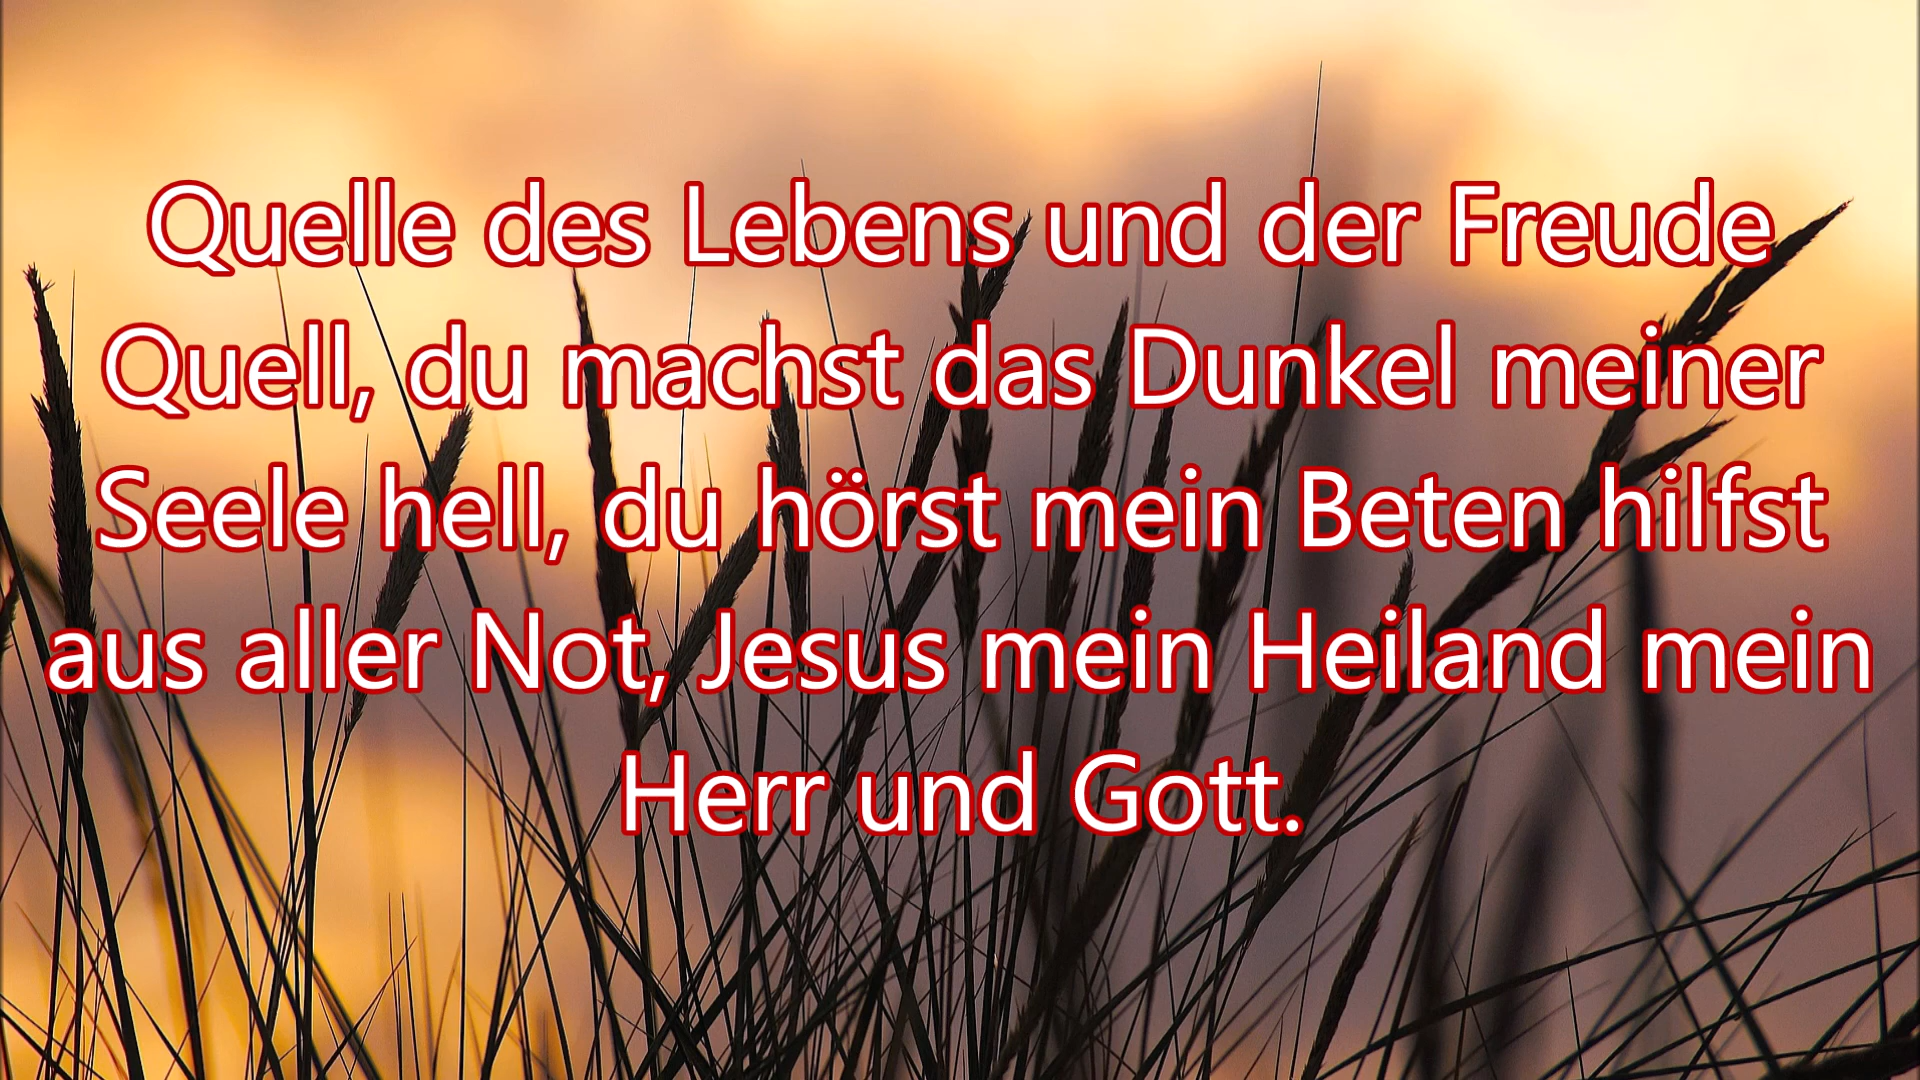 Quelle des Lebens und der Freude
Quell, du machst das Dunkel meiner
Seele hell, du hörst mein Beten hilfst
aus aller Not, Jesus mein Heiland mein
Herr und Gott.